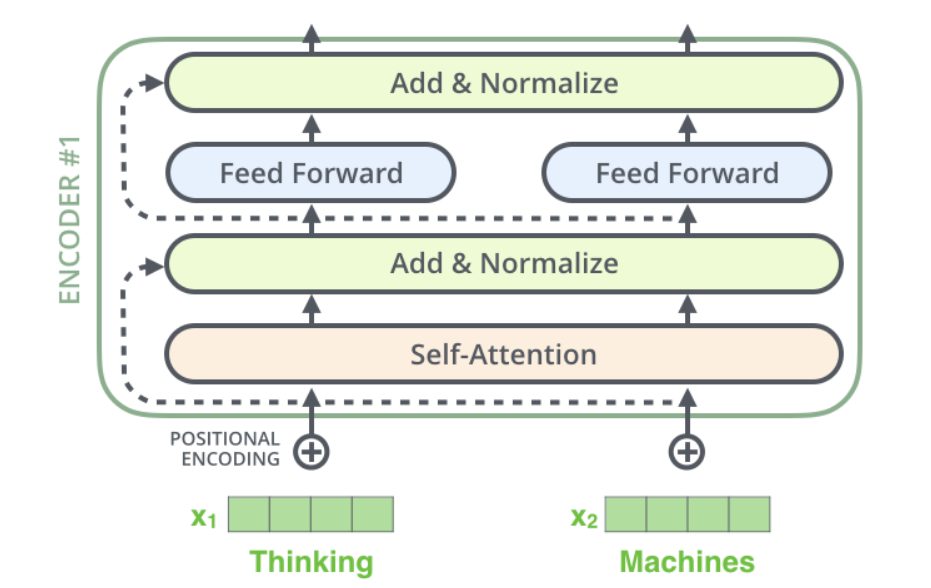 ENCODER #1
Add & Normalize
Feed Forward
Feed Forward
Add & Normalize
Self-Attention
POSITIONAL
ENCODING
x1
x2
Thinking
Machines